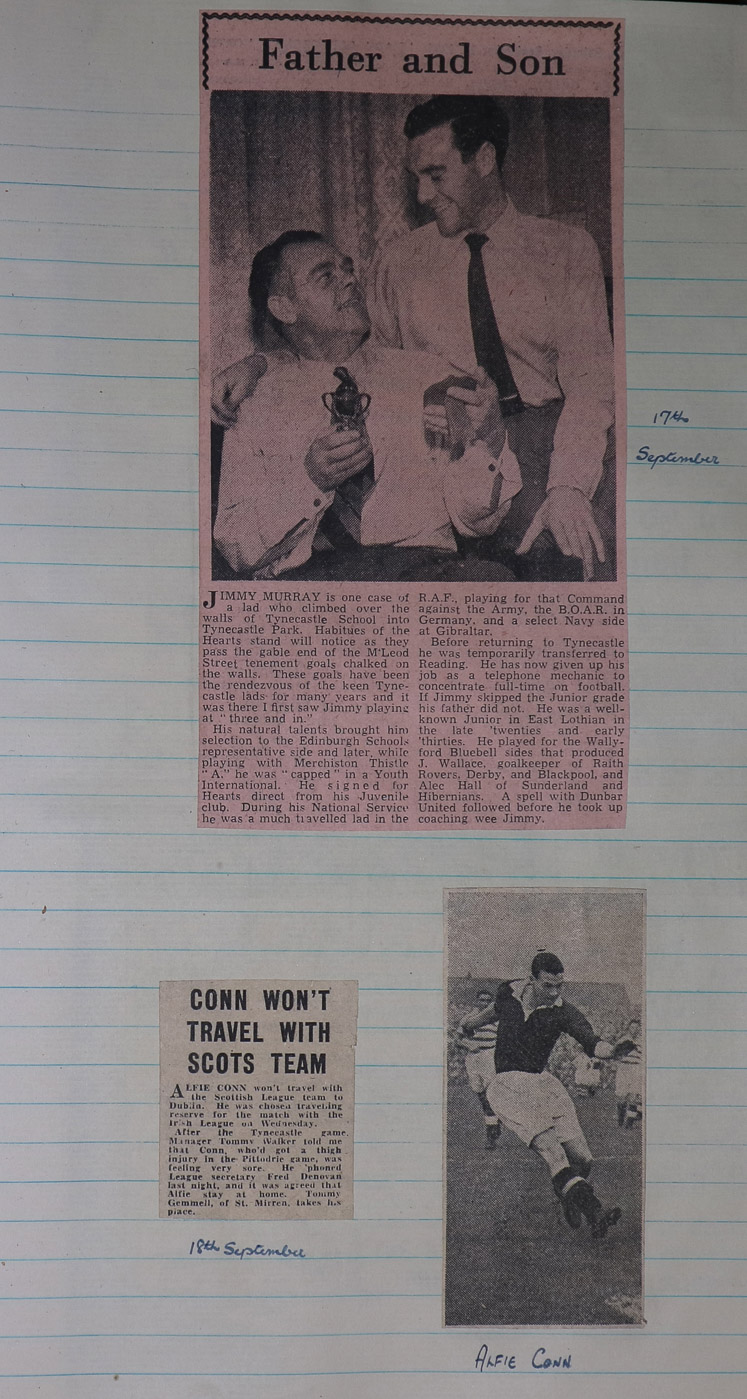 Father and Son
JIMMY MURRAY is one case of
a lad who climbed over the
walls of Tynecastle School into
Tynecastle Park. Habitues of the
Hearts stand will notice as they
pass the gable end of the M'Leod
Street tenement goals chalked on
the walls. These goals have been
the rendezvous of the keen Tyne-
castle lads for many years and it
was there I first saw Jimmy playing
at "three and in."
His natural talents brought him
selection to the Edinburgh Schools
representative side and later, while
playing with Merchiston Thistle
"A." he was "capped" in a Youth
International. He signed for
Hearts direct from his Juvenile
club. During his National Service
he was a much travelled lad in the
R.A.F., playing for that Command
against the Army, the B.O.A.R. in
Germany, and a select Navy side
at Gibraltar.
Before returning to Tynecastle
he was temporarily transferred to
Reading. He has now given up his
job as a telephone mechanic to
concentrate full-time on football.
If Jimmy skipped the Junior grade
his father did not. He was a well-
known Junior in East Lothian in
the late 'twenties and early
'thirties. He played for the Wally-
ford Bluebell sides that produced
J. Wallace, goalkeeper of Raith
Rovers, Derby, and Blackpool, and
Alec Hall of Sunderland and
Hibernians. A spell with Dunbar
United followed before he took up
coaching wee Jimmy.
17th
September
CONN WON'T
TRAVEL WITH
SCOTS TEAM
ALFIE CONN won't travel with
the Scottish League team to
Dublin. He was chosen travelling
reserve for the match with the
Irish League on Wednesday.
After the Tynecastle game,
Manager Tommy Walker told me
that Conn, who'd got a thigh
injury in the Pittodrie game, was
feeling very sore. He 'phoned
League secretary Fred Denovan
last night, and it was agreed that
Alfie stay at home. Tommy
Gemmell, of St. Mirren, takes his
place.
18th September
ALFIE CONN